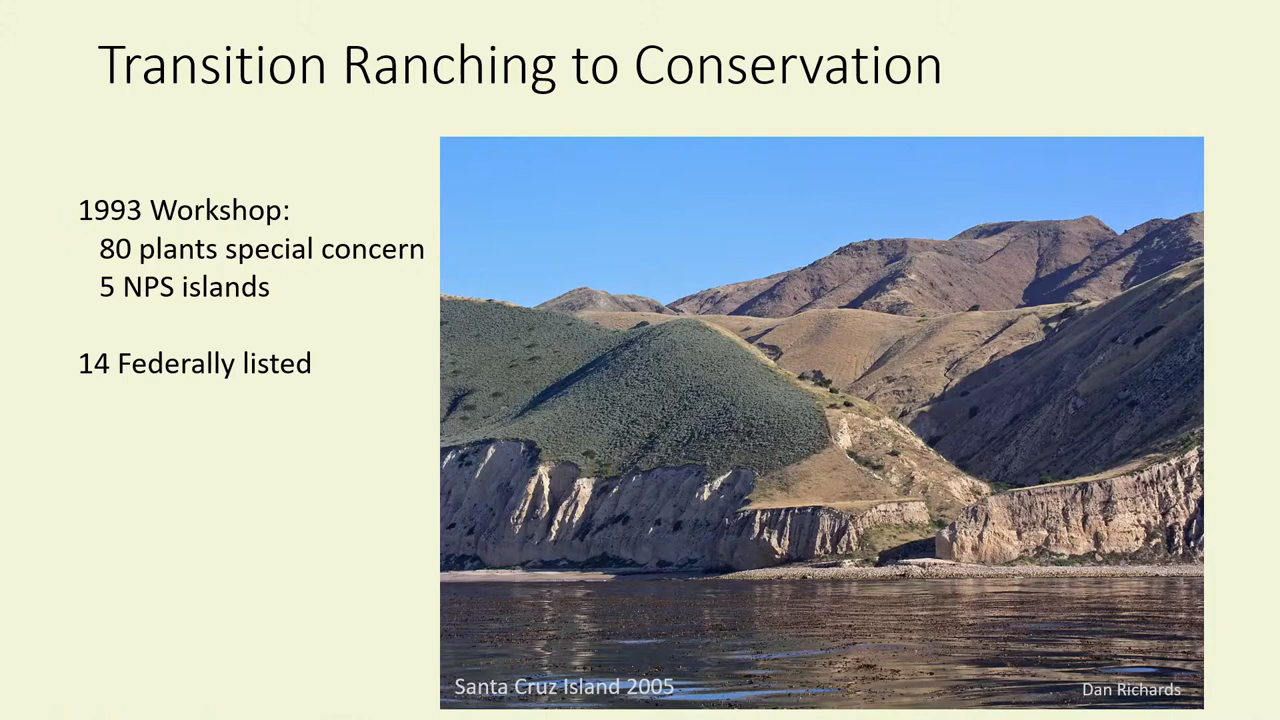 Transition Ranching to Conservation
1993 Workshop:
80 plants special concern
5 NPS islands
14 Federally listed
Santa Cruz Island 2005
Dan Richards